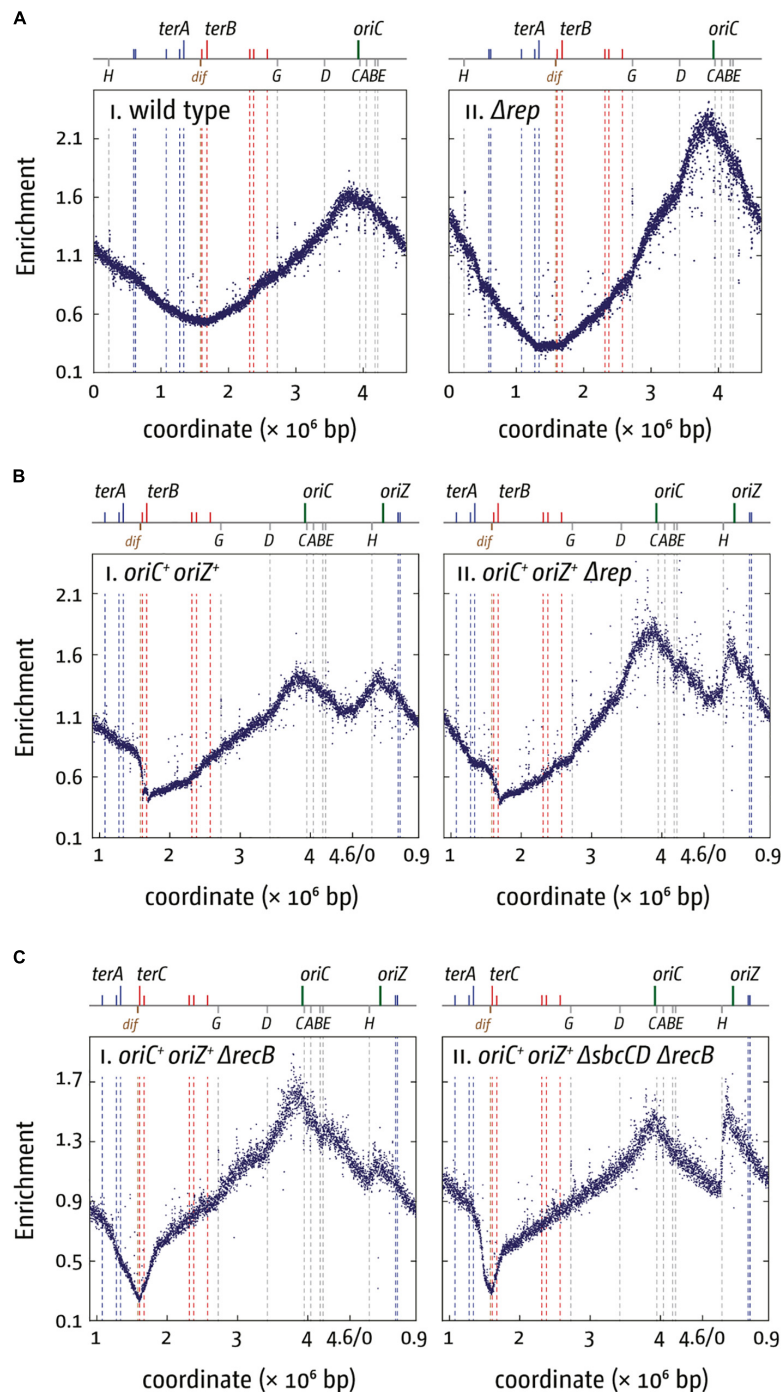 A
terA terB oriC terA terB oriC
H dif G D CABE H dif G D CABE
I. wild type II. Δrep
2.1
1.6
1.1
0.6
0.1
Enrichment
0 1 2 3 4 0 1 2 3 4
coordinate (× 10⁶ bp) coordinate (× 10⁶ bp)
B
terA terB oriC oriZ terA terB oriC oriZ
dif G D CABE H dif G D CABE H
I. oriC⁺ oriZ⁺ II. oriC⁺ oriZ⁺ Δrep
2.1
1.6
1.1
0.6
0.1
Enrichment
1 2 3 4 4.6/0 0.9 1 2 3 4 4.6/0 0.9
coordinate (× 10⁶ bp) coordinate (× 10⁶ bp)
C
terA terC oriC oriZ terA terC oriC oriZ
dif G D CABE H dif G D CABE H
I. oriC⁺ oriZ⁺ ΔrecB II. oriC⁺ oriZ⁺ ΔsbcCD ΔrecB
1.7
1.3
0.9
0.5
0.1
Enrichment
1 2 3 4 4.6/0 0.9 1 2 3 4 4.6/0 0.9
coordinate (× 10⁶ bp) coordinate (× 10⁶ bp)